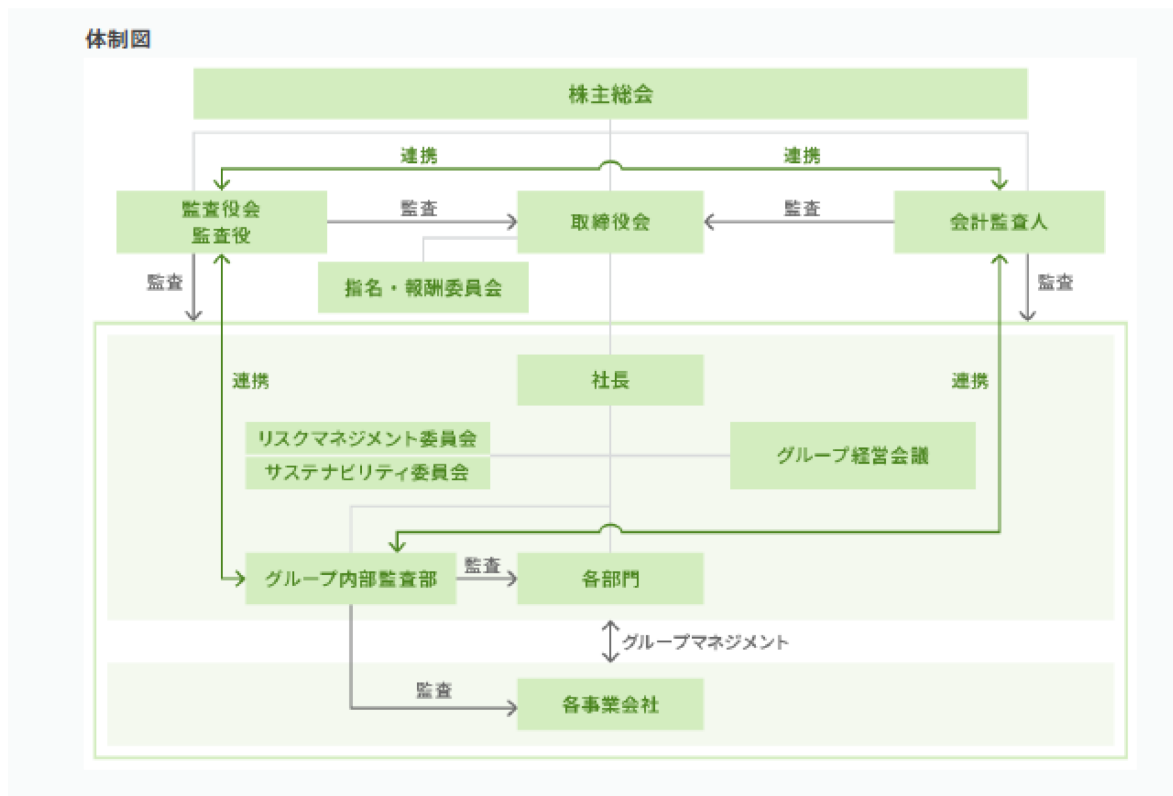 体制図
株主総会
連携
連携
監査役会
監査役
監査
取締役会
監査
会計監査人
監査
指名・報酬委員会
監査
社長
連携
連携
リスクマネジメント委員会
サステナビリティ委員会
グループ経営会議
グループ内部監査部
監査
各部門
グループマネジメント
監査
各事業会社